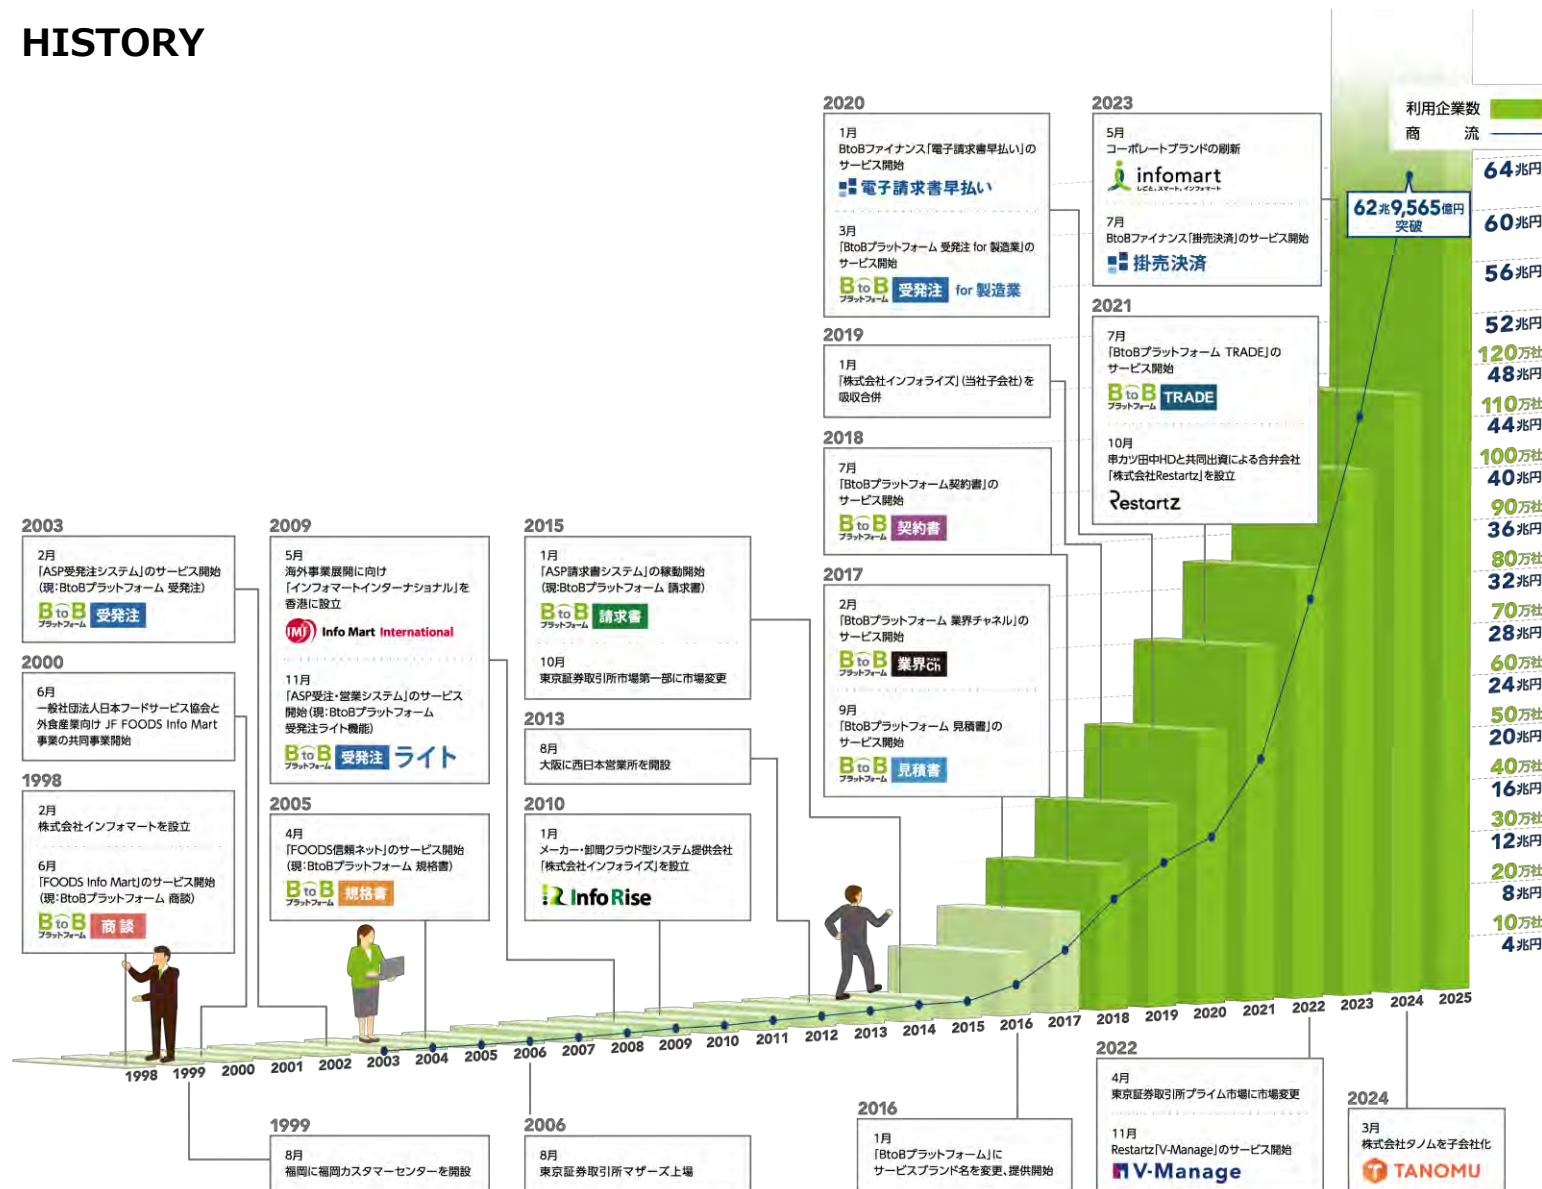 HISTORY
2003
2月
「ASP受発注システム」のサービス開始
(現:BtoBプラットフォーム 受発注)
BtoB
プラットフォーム
受発注
2000
6月
一般社団法人日本フードサービス協会と
外食産業向け JF FOODS Info Mart
事業の共同事業開始
1998
2月
株式会社インフォマートを設立
6月
「FOODS Info Mart」のサービス開始
(現:BtoBプラットフォーム 商談)
BtoB
プラットフォーム
商談
2009
5月
海外事業展開に向け
「インフォマートインターナショナル」を
香港に設立
IMI Info Mart International
11月
「ASP受注・営業システム」のサービス
開始(現:BtoBプラットフォーム
受発注ライト機能)
BtoB
プラットフォーム
受発注 ライト
2005
4月
「FOODS信頼ネット」のサービス開始
(現:BtoBプラットフォーム 規格書)
BtoB
プラットフォーム
規格書
2015
1月
「ASP請求書システム」の稼動開始
(現:BtoBプラットフォーム 請求書)
BtoB
プラットフォーム
請求書
10月
東京証券取引所市場第一部に市場変更
2013
8月
大阪に西日本営業所を開設
2010
1月
メーカー・卸間クラウド型システム提供会社
「株式会社インフォライズ」を設立
InfoRise
2020
1月
BtoBファイナンス「電子請求書早払い」の
サービス開始
電子請求書早払い
3月
「BtoBプラットフォーム 受発注 for 製造業」の
サービス開始
BtoB
プラットフォーム
受発注 for 製造業
2019
1月
「株式会社インフォライズ」(当社子会社)を
吸収合併
2018
7月
「BtoBプラットフォーム契約書」の
サービス開始
BtoB
プラットフォーム
契約書
2017
2月
「BtoBプラットフォーム 業界チャネル」の
サービス開始
BtoB
プラットフォーム
業界Ch
9月
「BtoBプラットフォーム 見積書」の
サービス開始
BtoB
プラットフォーム
見積書
2023
5月
コーポレートブランドの刷新
infomart
しごと、スマート、インフォマート
7月
BtoBファイナンス「掛売決済」のサービス開始
掛売決済
2021
7月
「BtoBプラットフォーム TRADE」の
サービス開始
BtoB
プラットフォーム
TRADE
10月
串カツ田中HDと共同出資による合弁会社
「株式会社Restartz」を設立
RestartZ
利用企業数
商流
62兆9,565億円
突破
64兆円
60兆円
56兆円
52兆円
120万社
48兆円
110万社
44兆円
100万社
40兆円
90万社
36兆円
80万社
32兆円
70万社
28兆円
60万社
24兆円
50万社
20兆円
40万社
16兆円
30万社
12兆円
20万社
8兆円
10万社
4兆円
1998 1999 2000 2001 2002 2003 2004 2005 2006 2007 2008 2009 2010 2011 2012 2013 2014 2015 2016 2017 2018 2019 2020 2021 2022 2023 2024 2025
1999
8月
福岡に福岡カスタマーセンターを開設
2006
8月
東京証券取引所マザーズ上場
2016
1月
「BtoBプラットフォーム」に
サービスブランド名を変更、提供開始
2022
4月
東京証券取引所プライム市場に市場変更
11月
Restartz「V-Manage」のサービス開始
V-Manage
2024
3月
株式会社タノムを子会社化
TANOMU